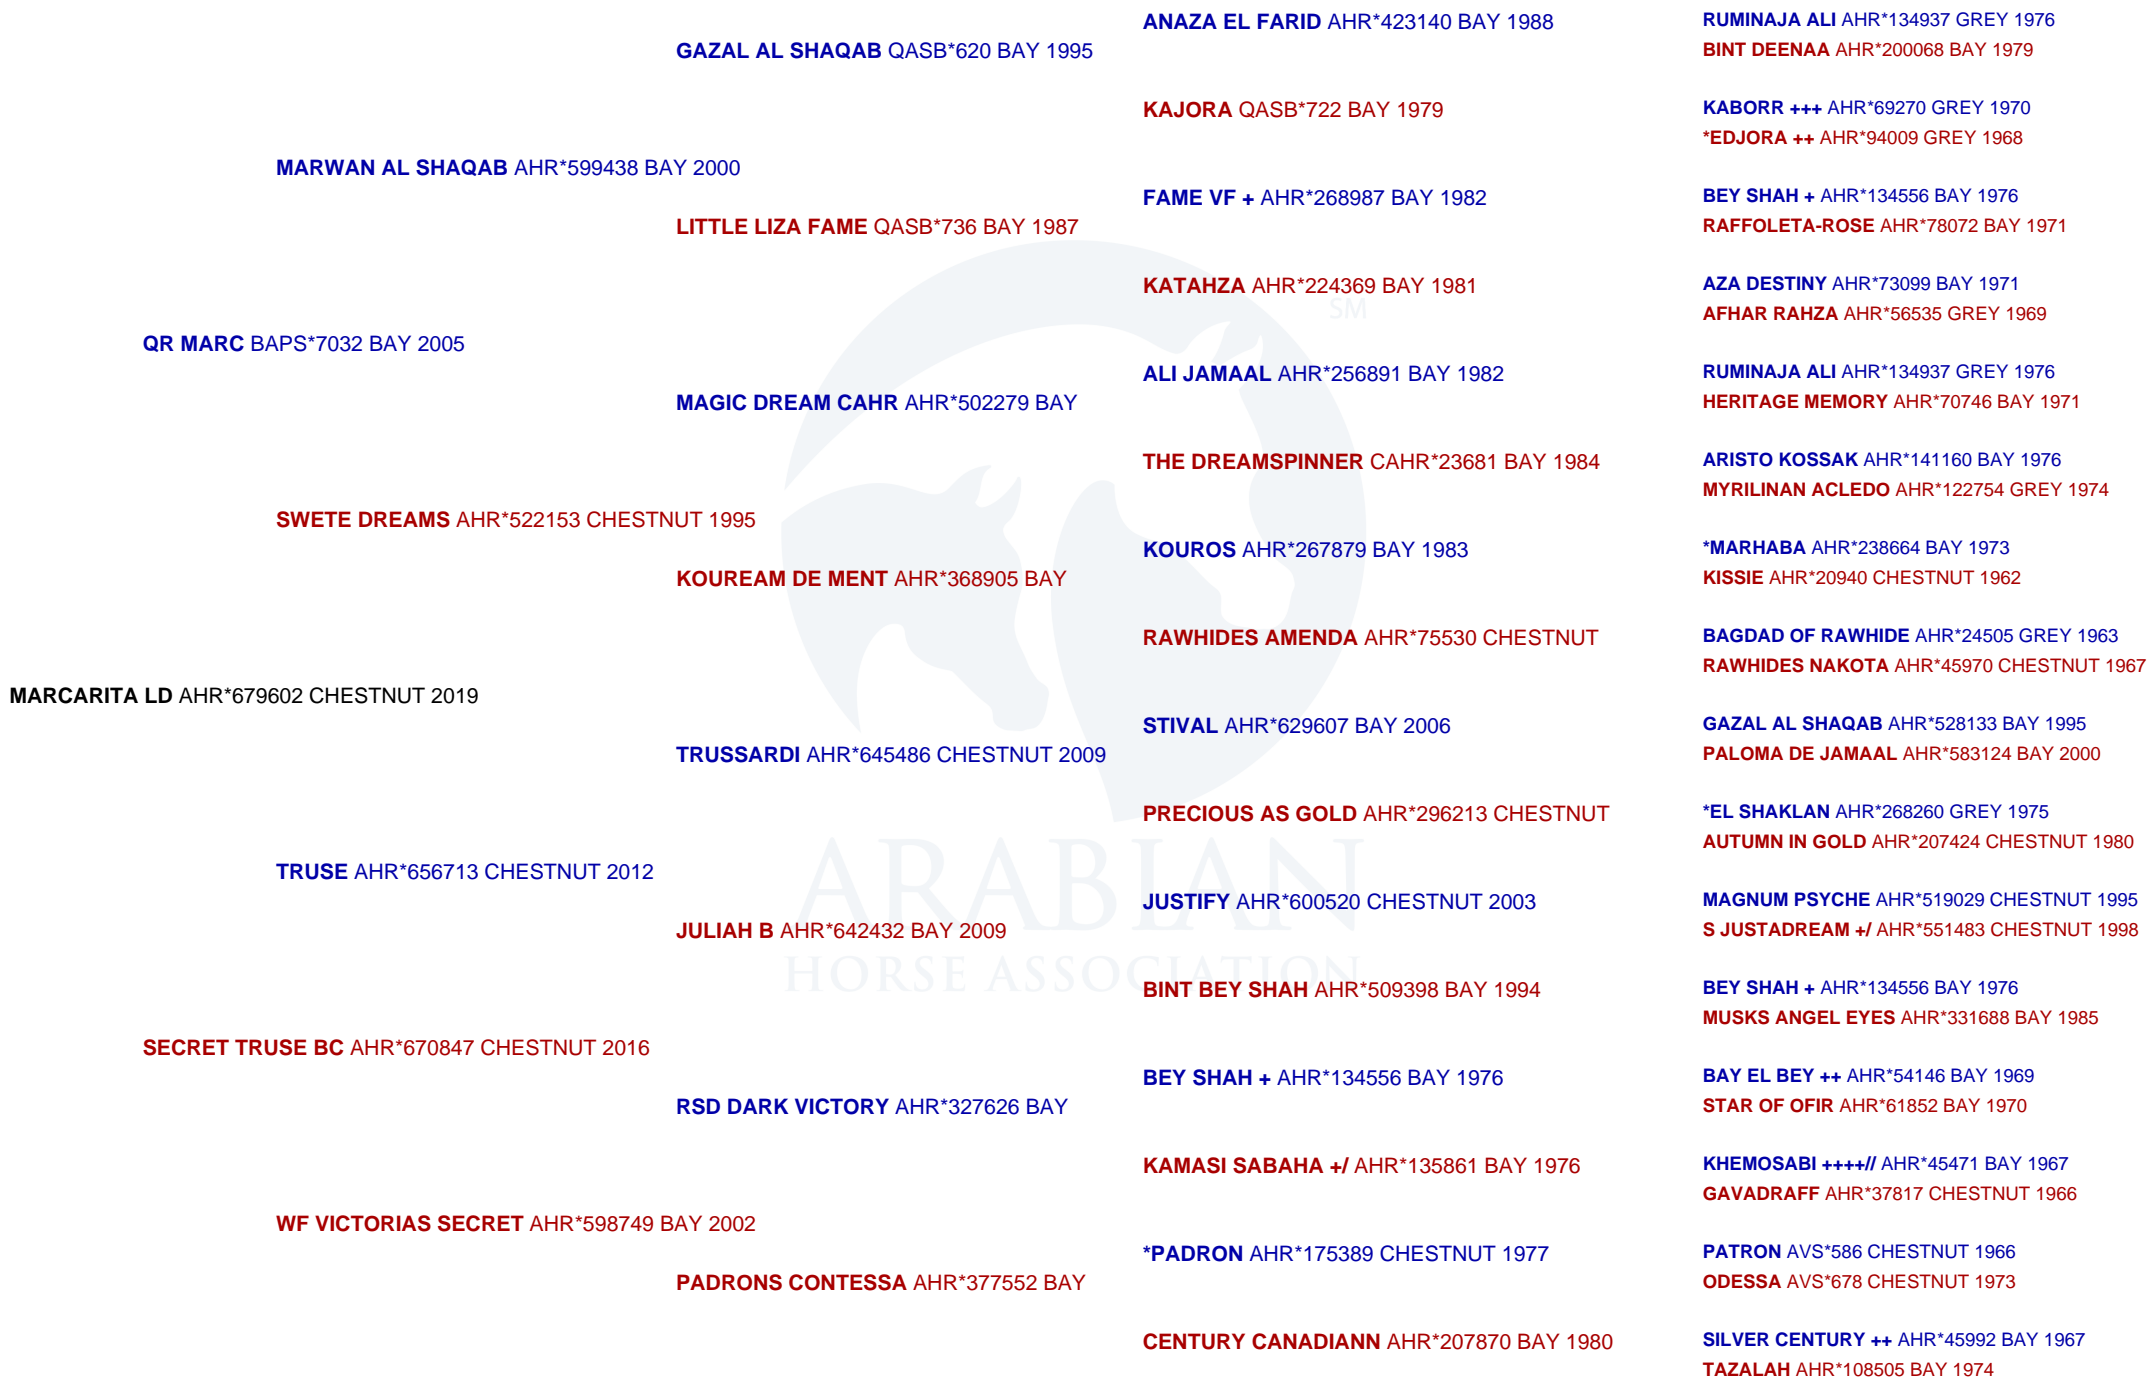 ANAZA EL FARID AHR*423140 BAY 1988
RUMINAJA ALI AHR*134937 GREY 1976
GAZAL AL SHAQAB QASB*620 BAY 1995
BINT DEENAA AHR*200068 BAY 1979
KAJORA QASB*722 BAY 1979
KABORR +++ AHR*69270 GREY 1970
*EDJORA ++ AHR*94009 GREY 1968
MARWAN AL SHAQAB AHR*599438 BAY 2000
FAME VF + AHR*268987 BAY 1982
BEY SHAH + AHR*134556 BAY 1976
LITTLE LIZA FAME QASB*736 BAY 1987
RAFFOLETA-ROSE AHR*78072 BAY 1971
KATAHZA AHR*224369 BAY 1981
AZA DESTINY AHR*73099 BAY 1971
SM
AFHAR RAHZA AHR*56535 GREY 1969
QR MARC BAPS*7032 BAY 2005
ALI JAMAAL AHR*256891 BAY 1982
RUMINAJA ALI AHR*134937 GREY 1976
MAGIC DREAM CAHR AHR*502279 BAY
HERITAGE MEMORY AHR*70746 BAY 1971
THE DREAMSPINNER CAHR*23681 BAY 1984
ARISTO KOSSAK AHR*141160 BAY 1976
MYRILINAN ACLEDO AHR*122754 GREY 1974
SWETE DREAMS AHR*522153 CHESTNUT 1995
KOUROS AHR*267879 BAY 1983
*MARHABA AHR*238664 BAY 1973
KOUREAM DE MENT AHR*368905 BAY
KISSIE AHR*20940 CHESTNUT 1962
RAWHIDES AMENDA AHR*75530 CHESTNUT
BAGDAD OF RAWHIDE AHR*24505 GREY 1963
RAWHIDES NAKOTA AHR*45970 CHESTNUT 1967
MARCARITA LD AHR*679602 CHESTNUT 2019
STIVAL AHR*629607 BAY 2006
GAZAL AL SHAQAB AHR*528133 BAY 1995
TRUSSARDI AHR*645486 CHESTNUT 2009
PALOMA DE JAMAAL AHR*583124 BAY 2000
PRECIOUS AS GOLD AHR*296213 CHESTNUT
*EL SHAKLAN AHR*268260 GREY 1975
AUTUMN IN GOLD AHR*207424 CHESTNUT 1980
TRUSE AHR*656713 CHESTNUT 2012
ARABIAN
JUSTIFY AHR*600520 CHESTNUT 2003
MAGNUM PSYCHE AHR*519029 CHESTNUT 1995
JULIAH B AHR*642432 BAY 2009
S JUSTADREAM +/ AHR*551483 CHESTNUT 1998
HORSE ASSOCIATION
BINT BEY SHAH AHR*509398 BAY 1994
BEY SHAH + AHR*134556 BAY 1976
MUSKS ANGEL EYES AHR*331688 BAY 1985
SECRET TRUSE BC AHR*670847 CHESTNUT 2016
BEY SHAH + AHR*134556 BAY 1976
BAY EL BEY ++ AHR*54146 BAY 1969
RSD DARK VICTORY AHR*327626 BAY
STAR OF OFIR AHR*61852 BAY 1970
KAMASI SABAHA +/ AHR*135861 BAY 1976
KHEMOSABI ++++// AHR*45471 BAY 1967
GAVADRAFF AHR*37817 CHESTNUT 1966
WF VICTORIAS SECRET AHR*598749 BAY 2002
*PADRON AHR*175389 CHESTNUT 1977
PATRON AVS*586 CHESTNUT 1966
PADRONS CONTESSA AHR*377552 BAY
ODESSA AVS*678 CHESTNUT 1973
CENTURY CANADIANN AHR*207870 BAY 1980
SILVER CENTURY ++ AHR*45992 BAY 1967
TAZALAH AHR*108505 BAY 1974